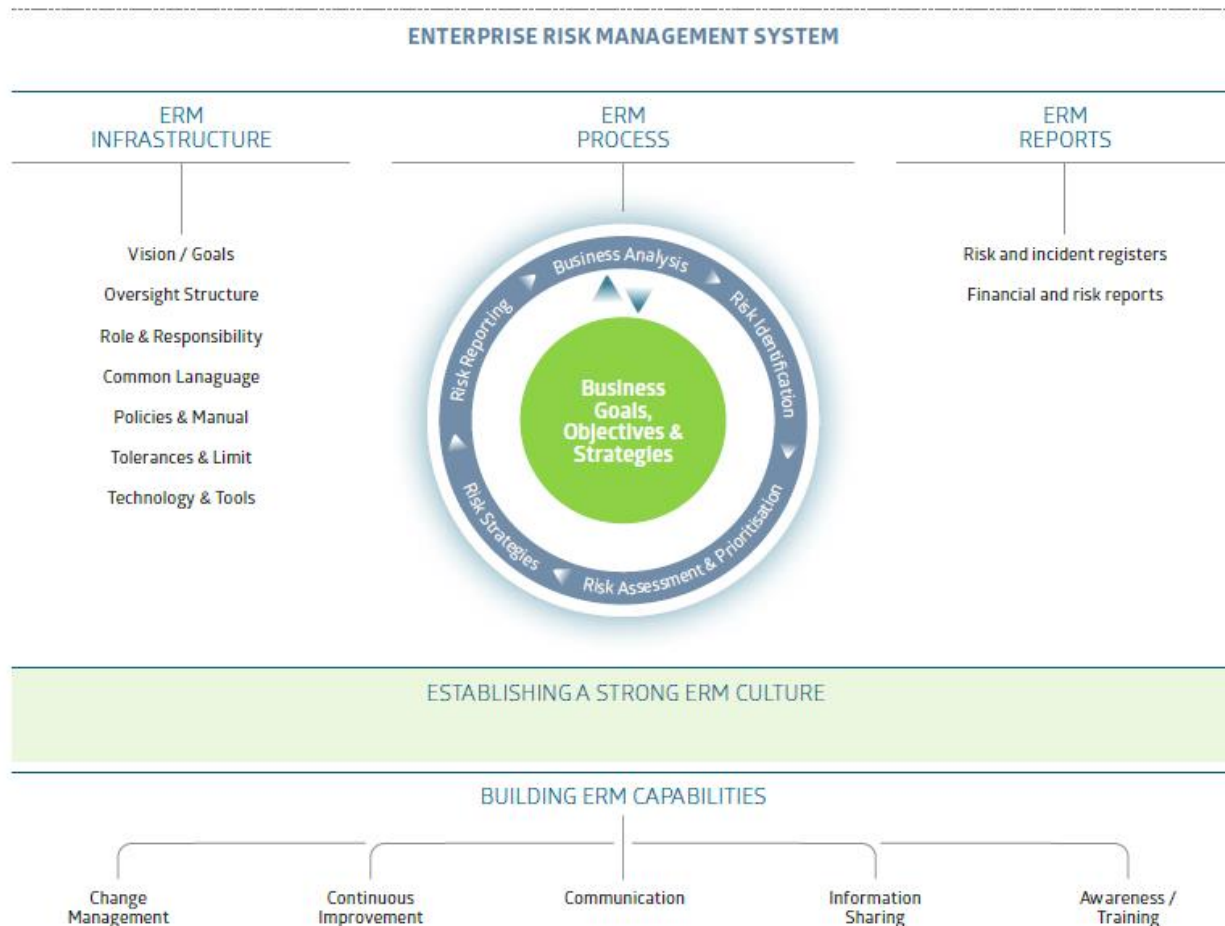 ENTERPRISE RISK MANAGEMENT SYSTEM
ERM
INFRASTRUCTURE
Vision / Goals
Oversight Structure
Role & Responsibility
Common Lanaguage
Policies & Manual
Tolerances & Limit
Technology & Tools
ERM
PROCESS
Business Analysis
Risk Identification
Risk Assessment & Prioritisation
Risk Strategies
Risk Reporting
Business
Goals,
Objectives &
Strategies
ERM
REPORTS
Risk and incident registers
Financial and risk reports
ESTABLISHING A STRONG ERM CULTURE
BUILDING ERM CAPABILITIES
Change
Management
Continuous
Improvement
Communication
Information
Sharing
Awareness /
Training